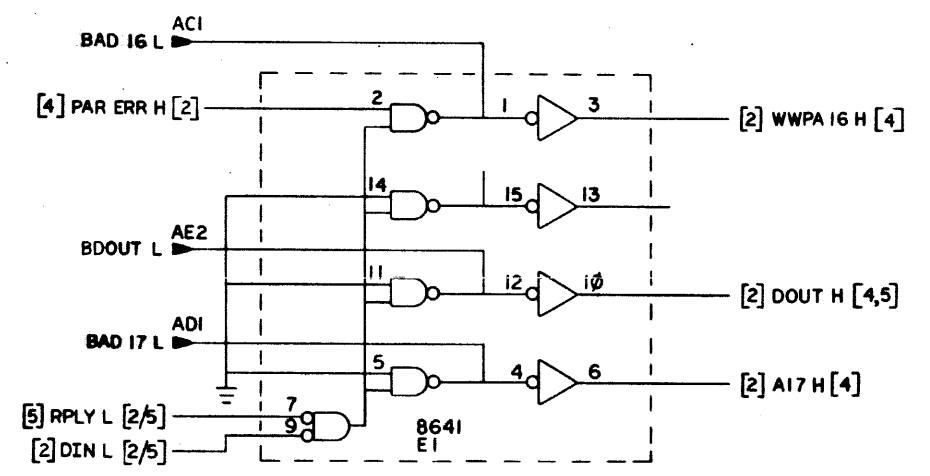 AC1
BAD 16 L
[4] PAR ERR H [2]
2
1
3
[2] WWPA 16 H [4]
14
15
13
AE2
BDOUT L
11
12
10
[2] DOUT H [4,5]
AD1
BAD 17 L
5
4
6
[2] A17 H [4]
[5] RPLY L [2/5]
7
9
[2] DIN L [2/5]
8641
E1